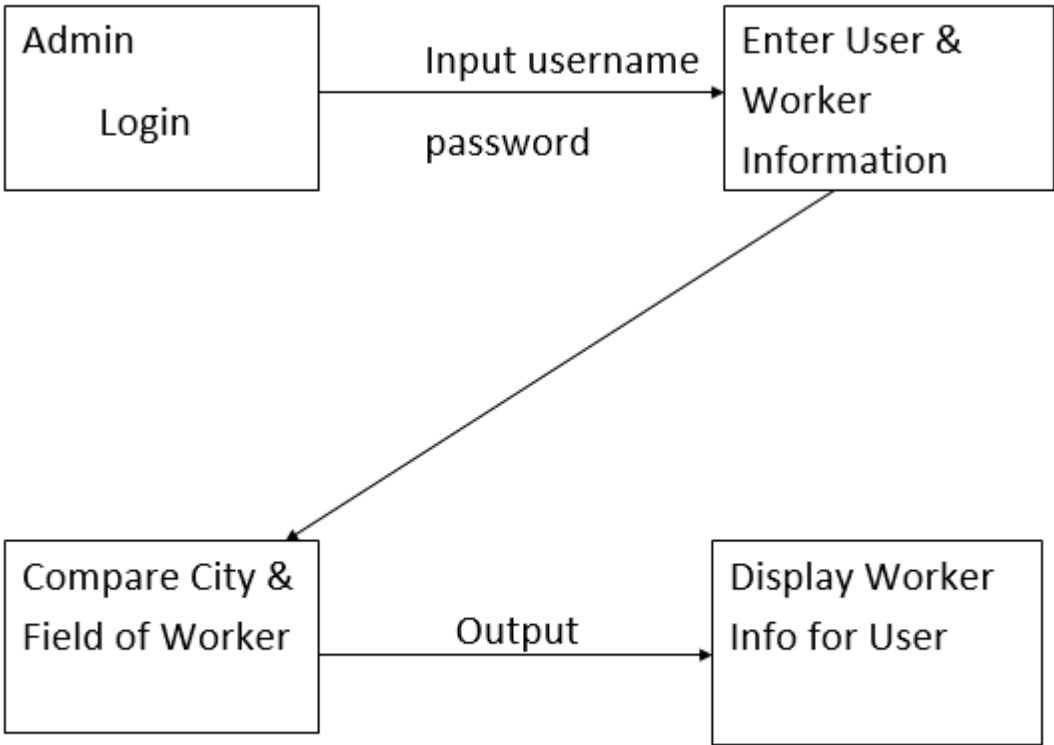 Admin
Login
Input username
password
Enter User &
Worker
Information
Compare City &
Field of Worker
Output
Display Worker
Info for User